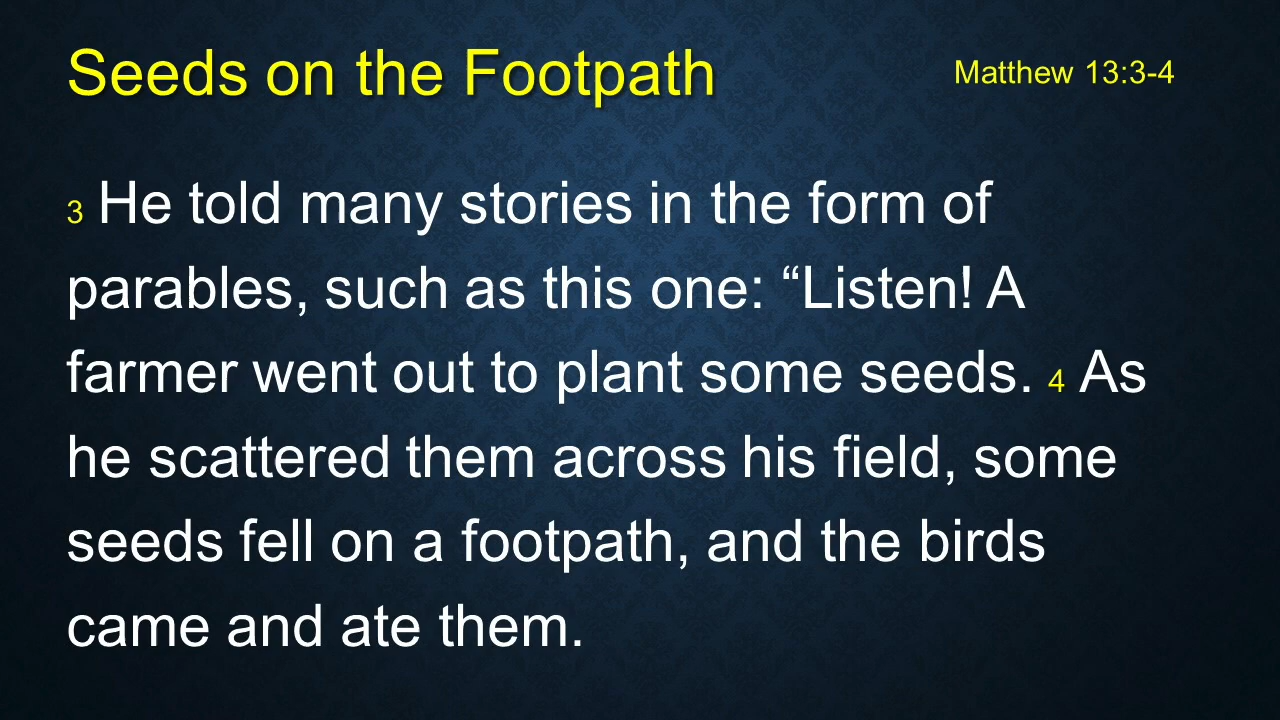 Seeds on the Footpath
Matthew 13:3-4
3 He told many stories in the form of
parables, such as this one: “Listen! A
farmer went out to plant some seeds. 4 As
he scattered them across his field, some
seeds fell on a footpath, and the birds
came and ate them.